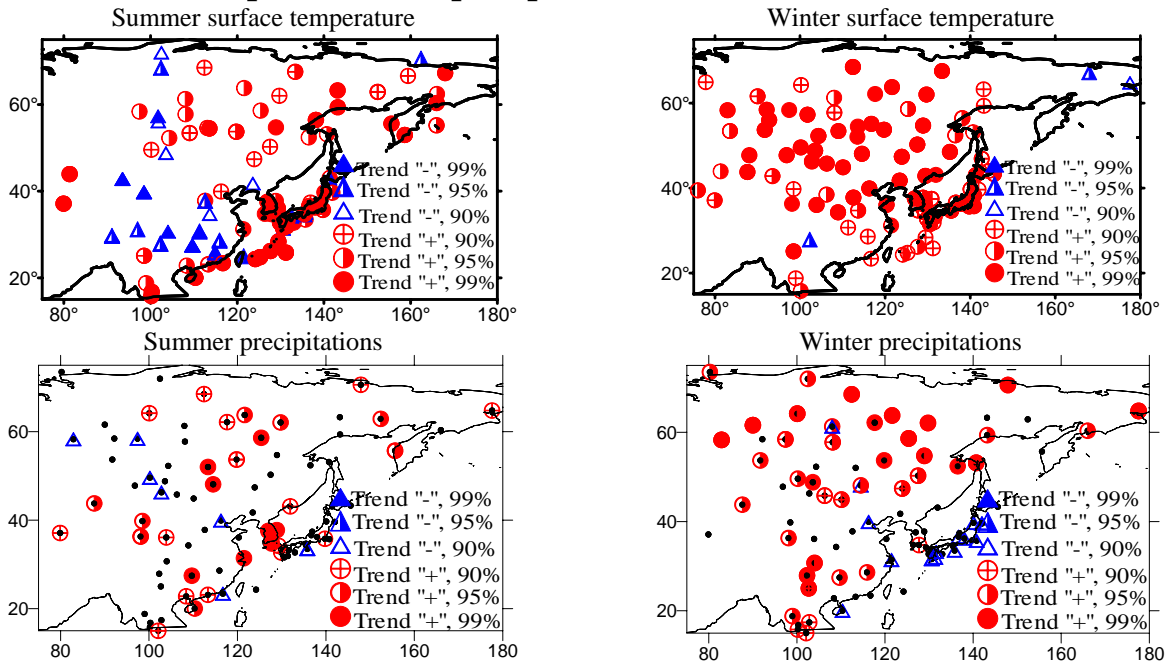 Summer surface temperature
60°
40°
20°
80 100 120 140 160 180
Trend "-", 99%
Trend "-", 95%
Trend "-", 90%
Trend "+", 90%
Trend "+", 95%
Trend "+", 99%
Winter surface temperature
60°
40°
20°
80 100 120 140 160 180
Trend "-", 99%
Trend "-", 95%
Trend "-", 90%
Trend "+", 90%
Trend "+", 95%
Trend "+", 99%
Summer precipitations
60
40
20
80 100 120 140 160 180
Trend "-", 99%
Trend "-", 95%
Trend "-", 90%
Trend "+", 90%
Trend "+", 95%
Trend "+", 99%
Winter precipitations
60
40
20
80 100 120 140 160 180
Trend "-", 99%
Trend "-", 95%
Trend "-", 90%
Trend "+", 90%
Trend "+", 95%
Trend "+", 99%